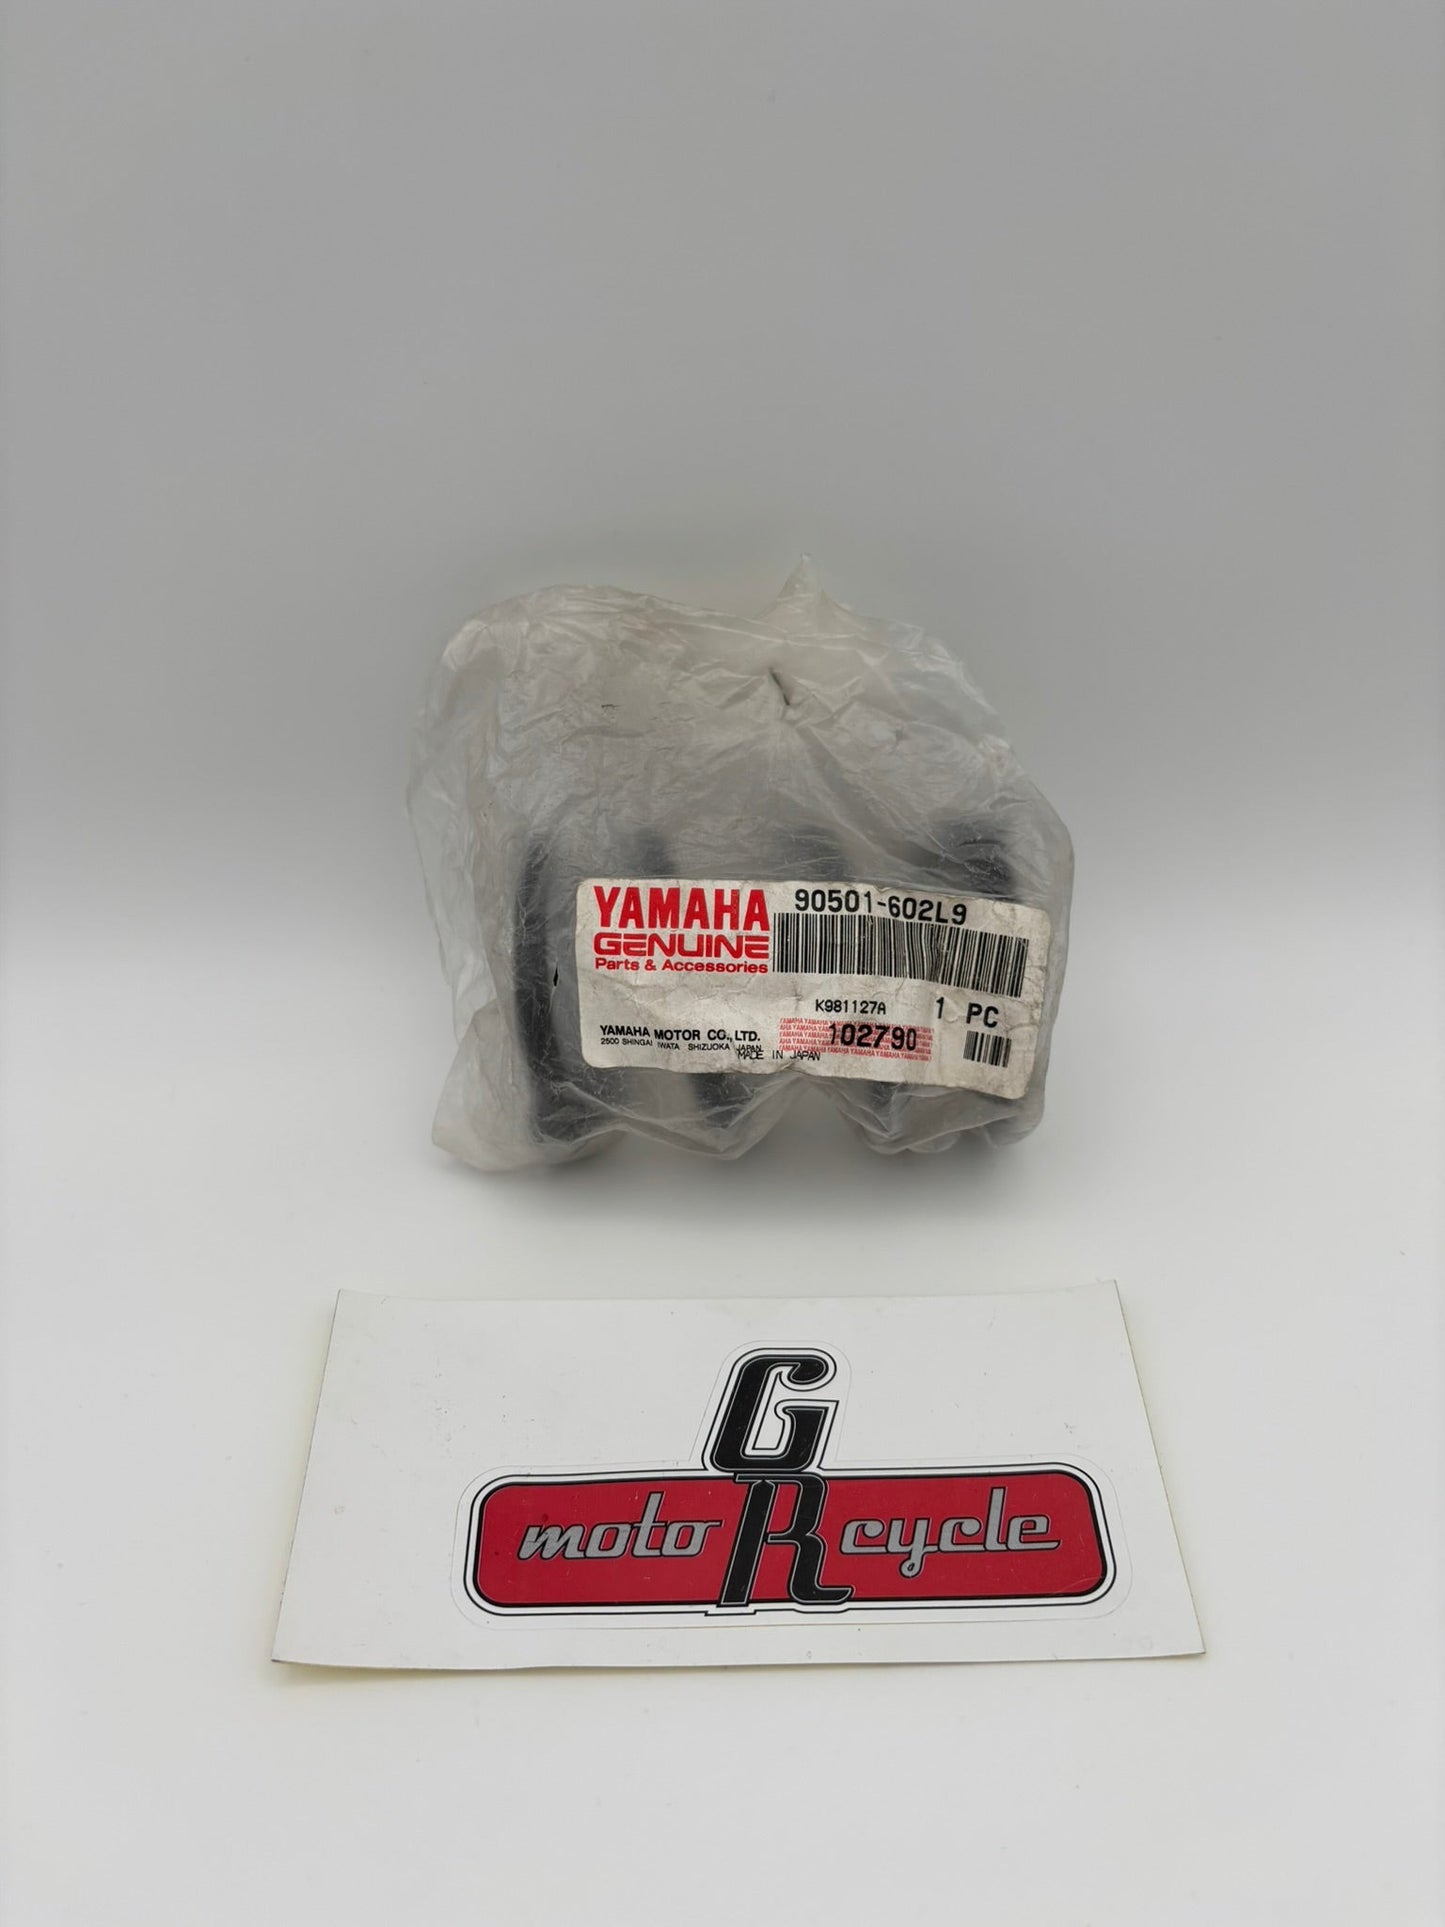 YAMAHA 90501-602L9
GENUINE
Parts & Accessories
K981127A 1 PC
YAMAHA MOTOR CO., LTD. 102790
2500 SHINGAI IWATA SHIZUOKA JAPAN
MADE IN JAPAN
GR
moto cycle